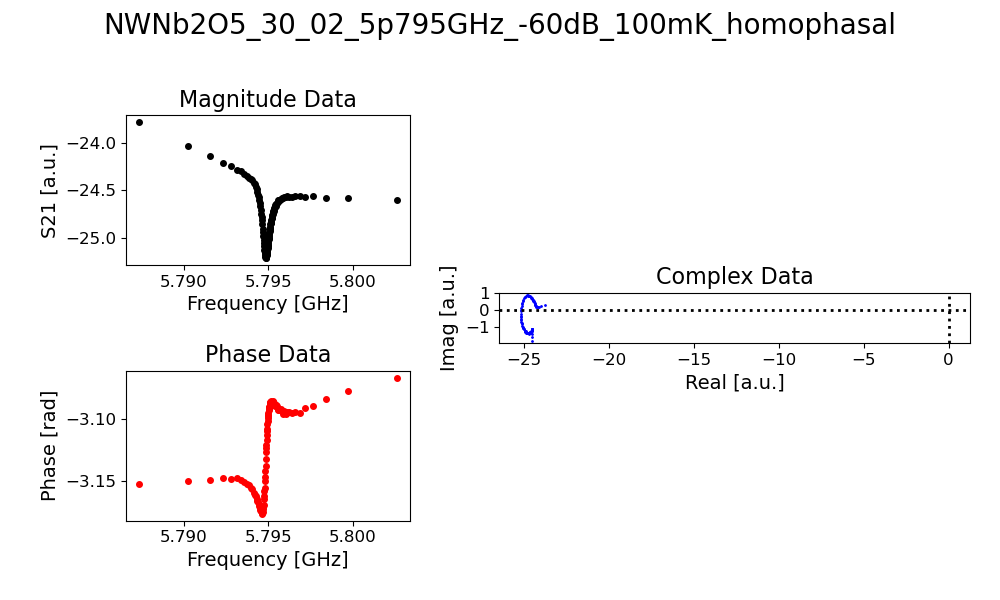 NWNb2O5_30_02_5p795GHz_-60dB_100mK_homophasal
Magnitude Data
S21 [a.u.]
−24.0
−24.5
−25.0
5.790
5.795
5.800
Frequency [GHz]
Phase Data
Phase [rad]
−3.10
−3.15
5.790
5.795
5.800
Frequency [GHz]
Complex Data
Imag [a.u.]
1
0
−1
−25
−20
−15
−10
−5
0
Real [a.u.]